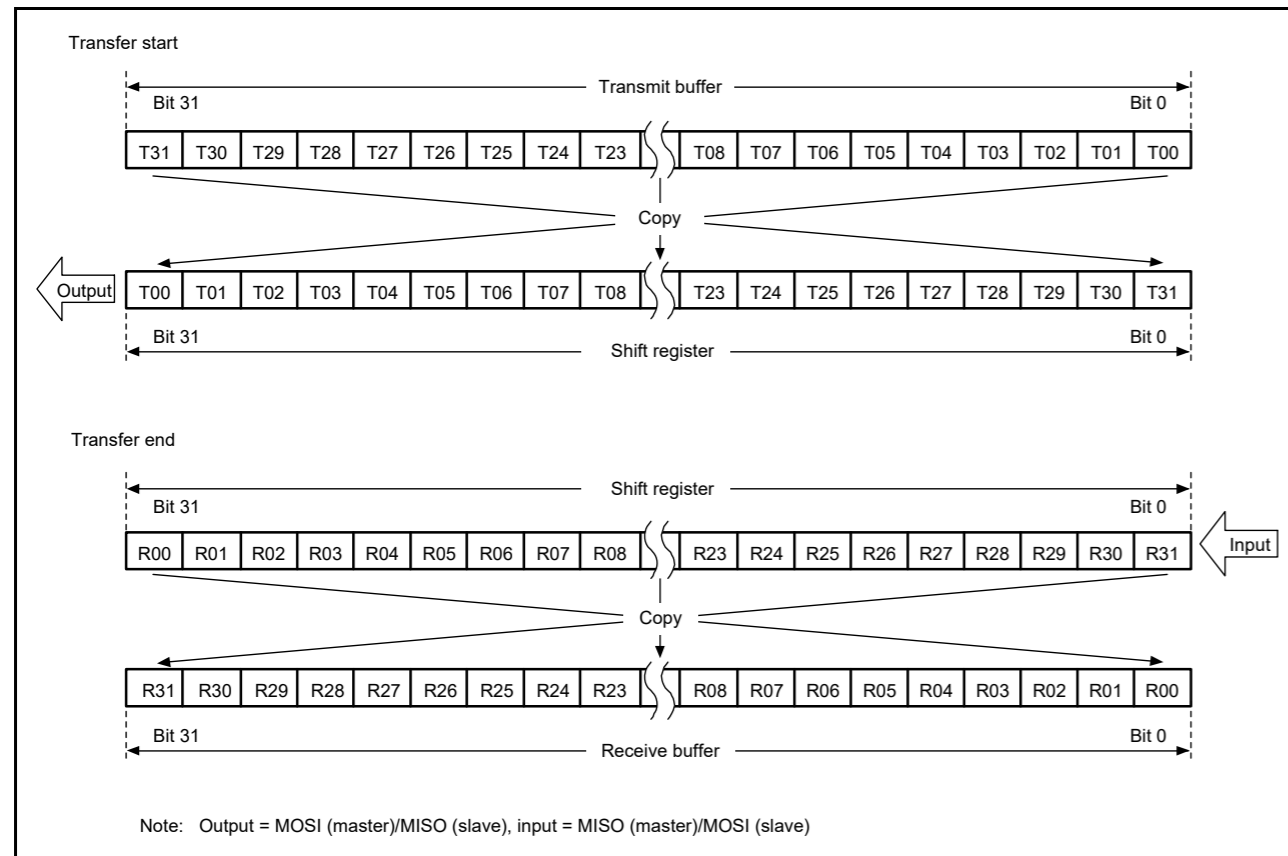 Transfer start
Transmit buffer
Bit 31 Bit 0
T31 T30 T29 T28 T27 T26 T25 T24 T23 T08 T07 T06 T05 T04 T03 T02 T01 T00
Copy
Output T00 T01 T02 T03 T04 T05 T06 T07 T08 T23 T24 T25 T26 T27 T28 T29 T30 T31
Bit 31 Bit 0
Shift register
Transfer end
Shift register
Bit 31 Bit 0
R00 R01 R02 R03 R04 R05 R06 R07 R08 R23 R24 R25 R26 R27 R28 R29 R30 R31 Input
Copy
R31 R30 R29 R28 R27 R26 R25 R24 R23 R08 R07 R06 R05 R04 R03 R02 R01 R00
Bit 31 Bit 0
Receive buffer
Note: Output = MOSI (master)/MISO (slave), input = MISO (master)/MOSI (slave)